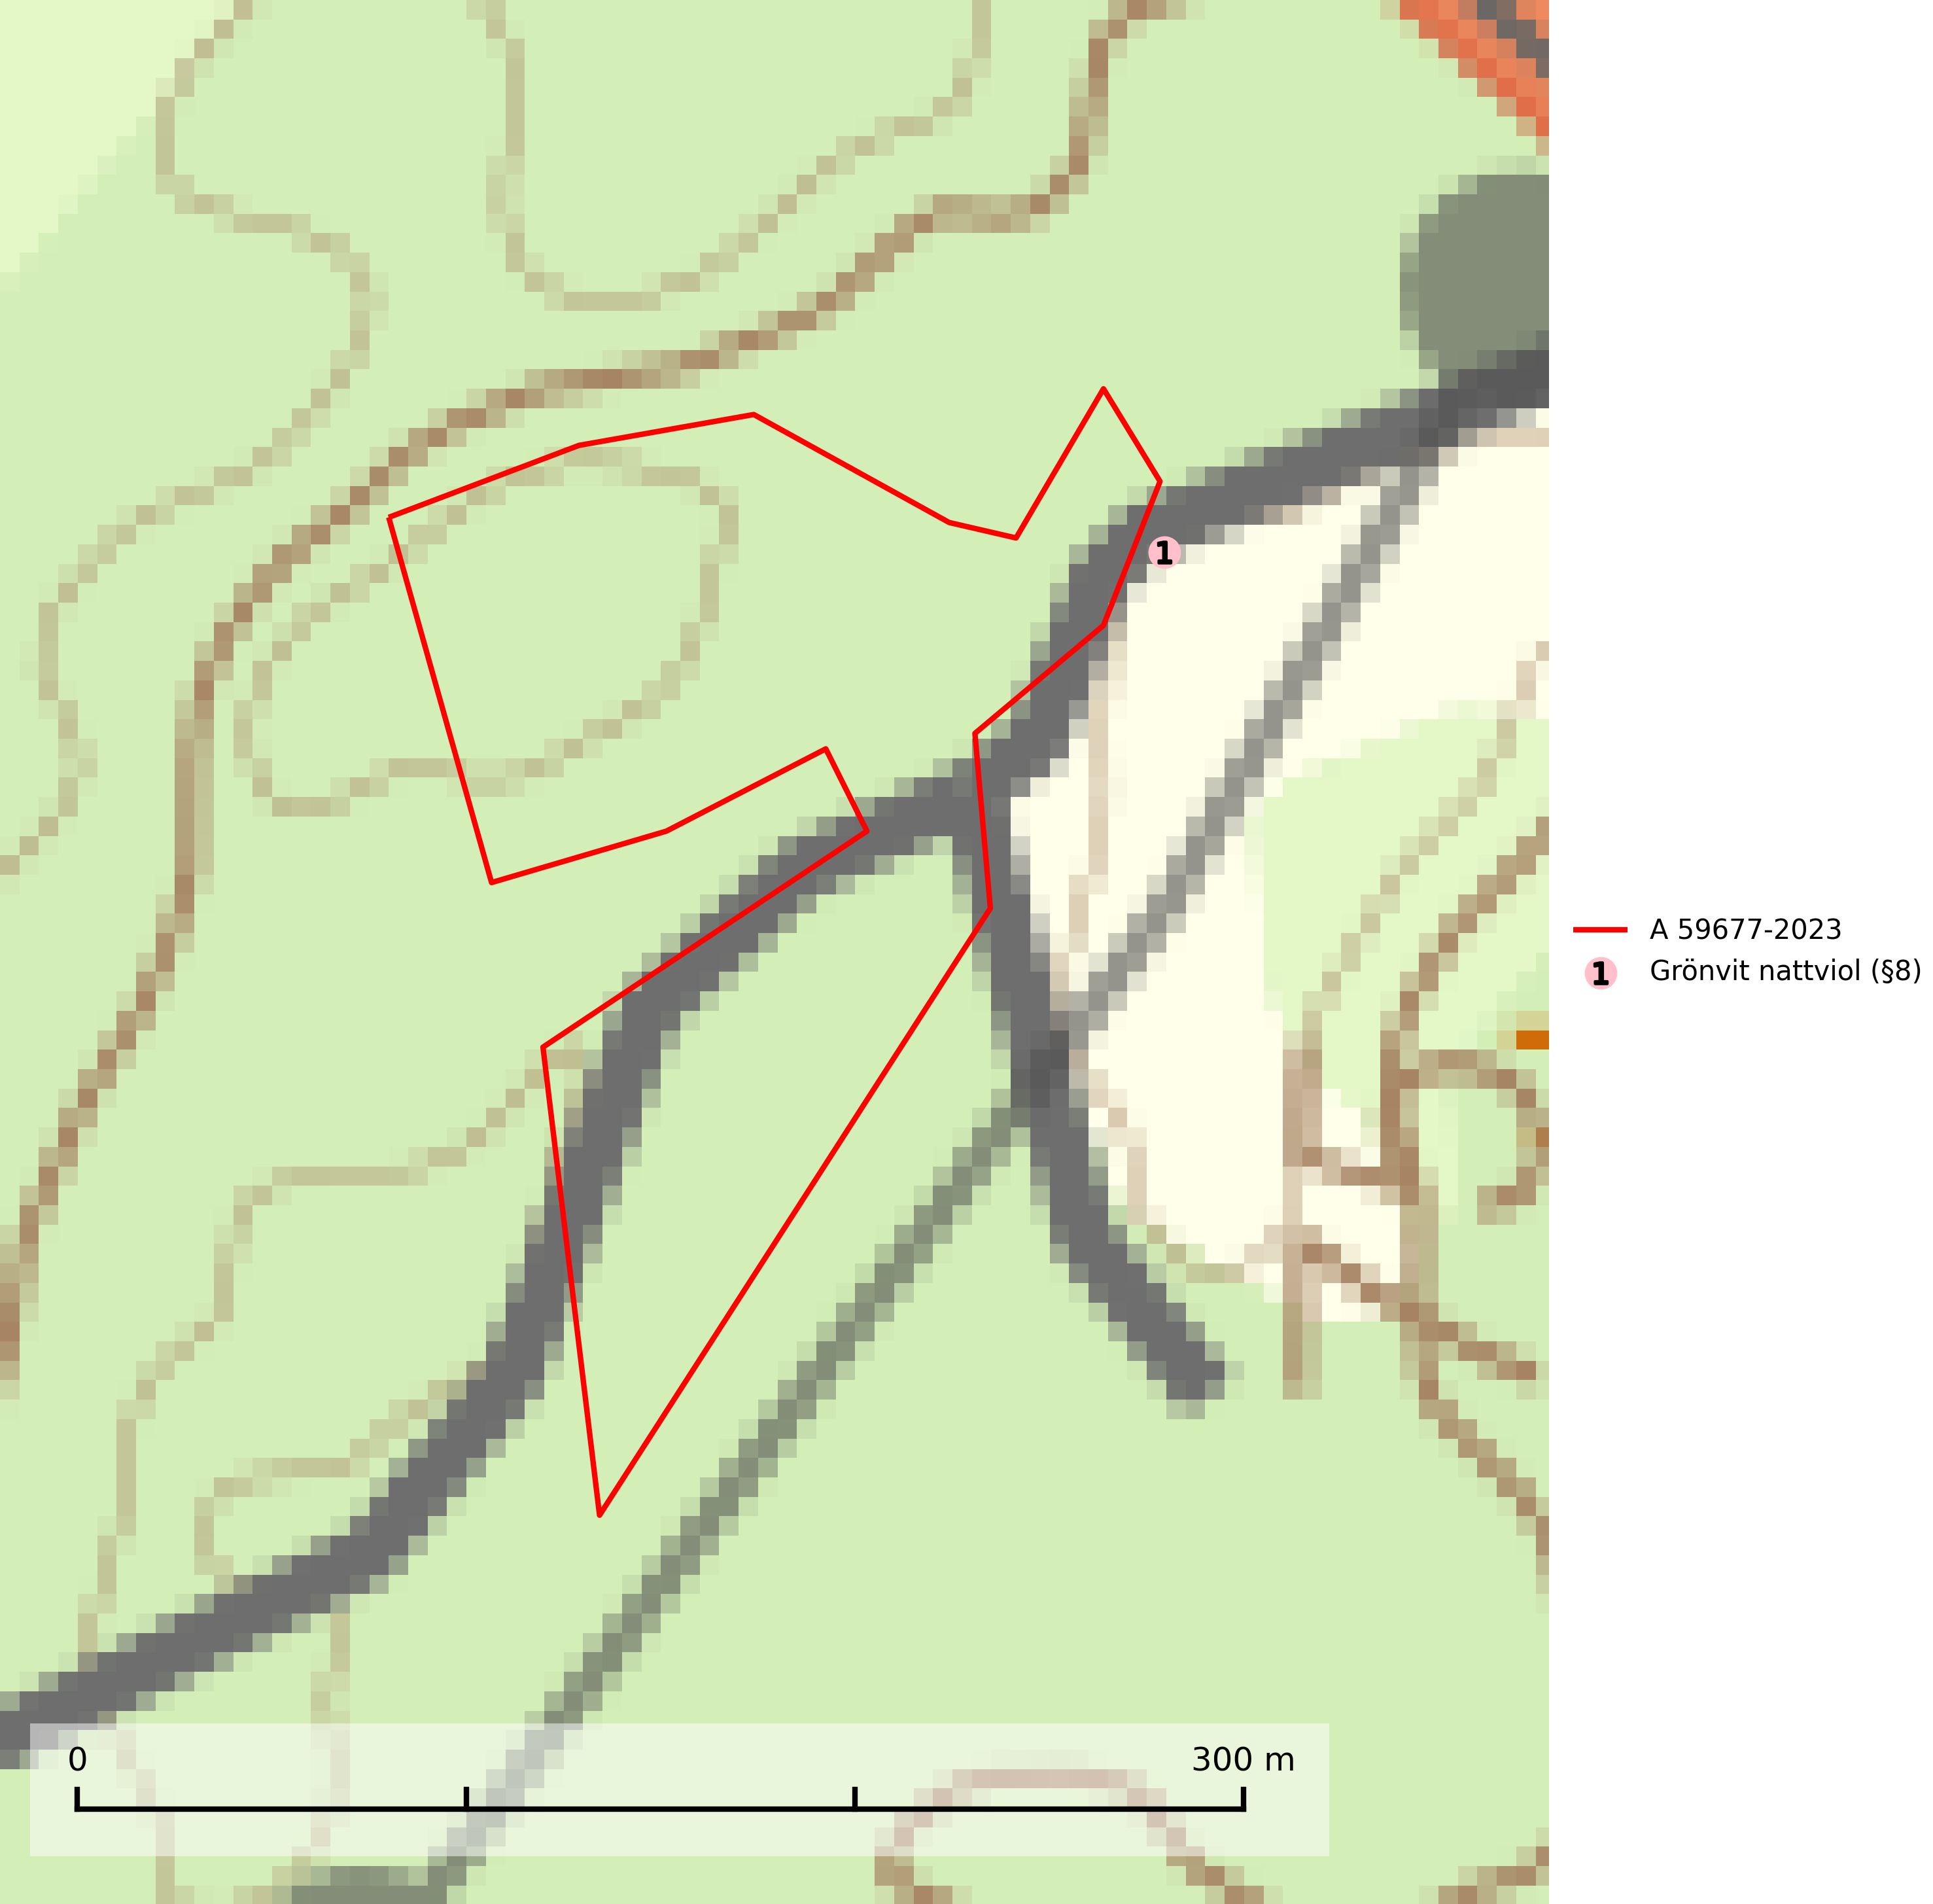 1
A 59677-2023
1 Grönvit nattviol (§8)
0 300 m